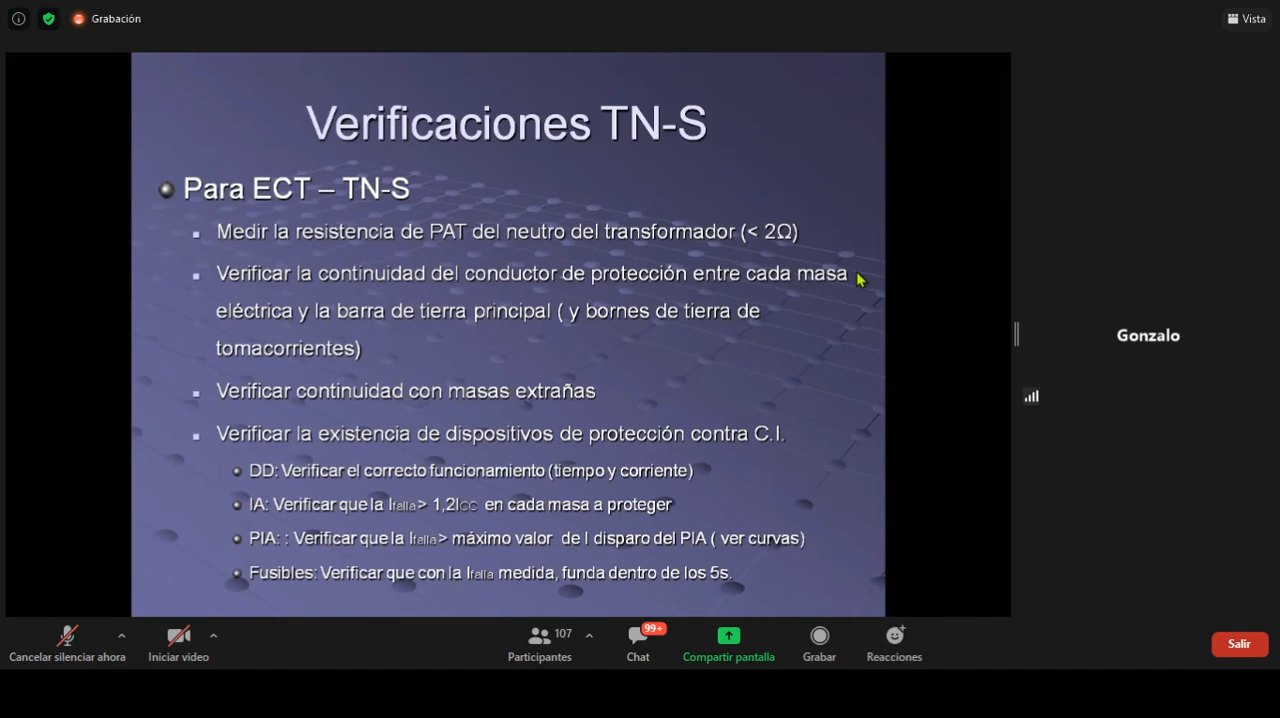 Grabación
Vista
Verificaciones TN-S
Para ECT – TN-S
Medir la resistencia de PAT del neutro del transformador (< 2Ω)
Verificar la continuidad del conductor de protección entre cada masa
eléctrica y la barra de tierra principal ( y bornes de tierra de
tomacorrientes)
Verificar continuidad con masas extrañas
Verificar la existencia de dispositivos de protección contra C.I.
DD: Verificar el correcto funcionamiento (tiempo y corriente)
IA: Verificar que la Ifalla> 1,2ICC en cada masa a proteger
PIA: : Verificar que la Ifalla> máximo valor de I disparo del PIA ( ver curvas)
Fusibles: Verificar que con la Ifalla medida, funda dentro de los 5s.
Gonzalo
Cancelar silenciar ahora
Iniciar video
107
Participantes
99+
Chat
Compartir pantalla
Grabar
Reacciones
Salir